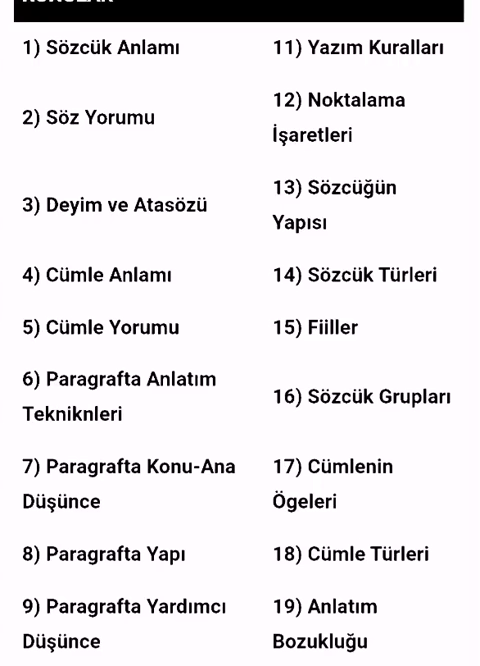 1) Sözcük Anlamı
11) Yazım Kuralları
2) Söz Yorumu
12) Noktalama
İşaretleri
3) Deyim ve Atasözü
13) Sözcüğün
Yapısı
4) Cümle Anlamı
14) Sözcük Türleri
5) Cümle Yorumu
15) Fiiller
6) Paragrafta Anlatım
Tekniknleri
16) Sözcük Grupları
7) Paragrafta Konu-Ana
Düşünce
17) Cümlenin
Ögeleri
8) Paragrafta Yapı
18) Cümle Türleri
9) Paragrafta Yardımcı
Düşünce
19) Anlatım
Bozukluğu